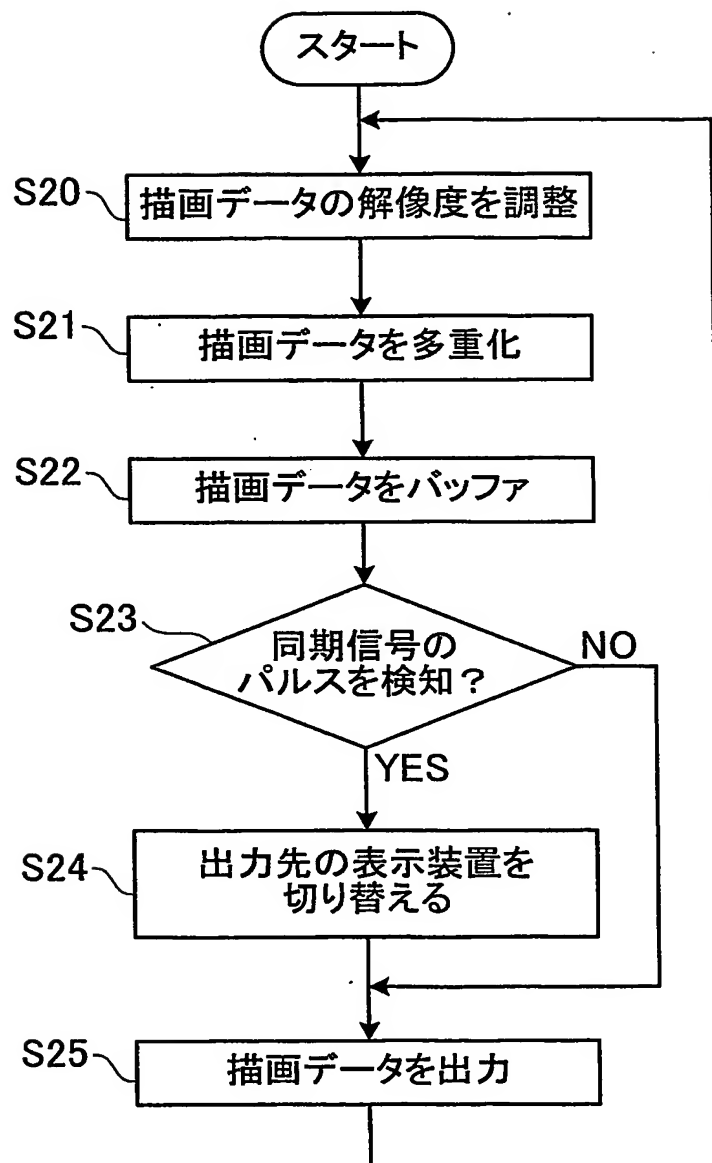 スタート
S20
描画データの解像度を調整
S21
描画データを多重化
S22
描画データをバッファ
S23
同期信号の
パルスを検知？
NO
YES
S24
出力先の表示装置を
切り替える
S25
描画データを出力